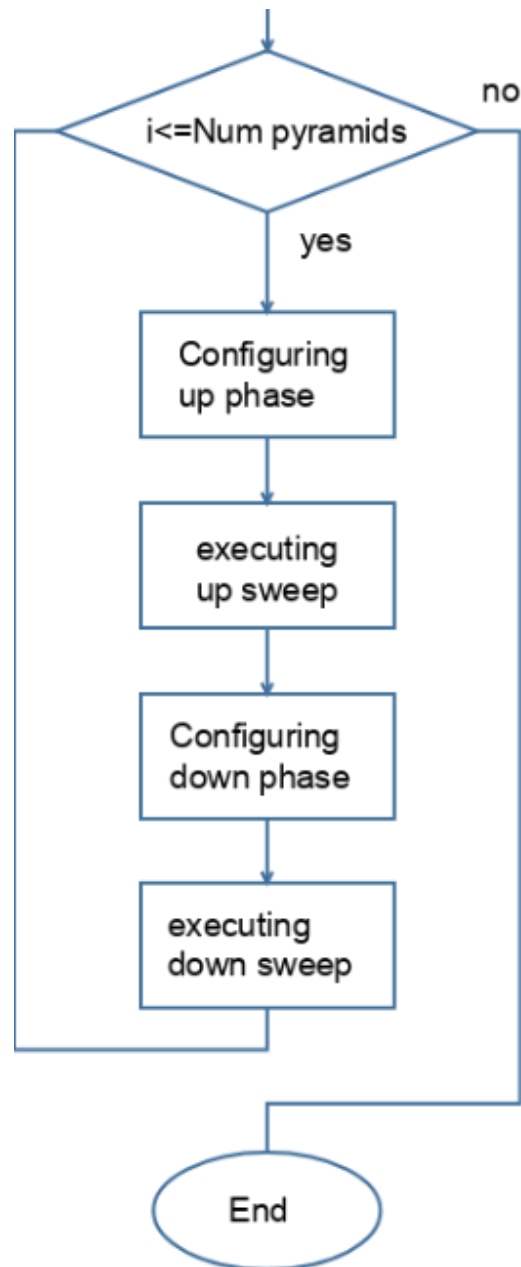 no
i<=Num pyramids
yes
Configuring
up phase
executing
up sweep
Configuring
down phase
executing
down sweep
End